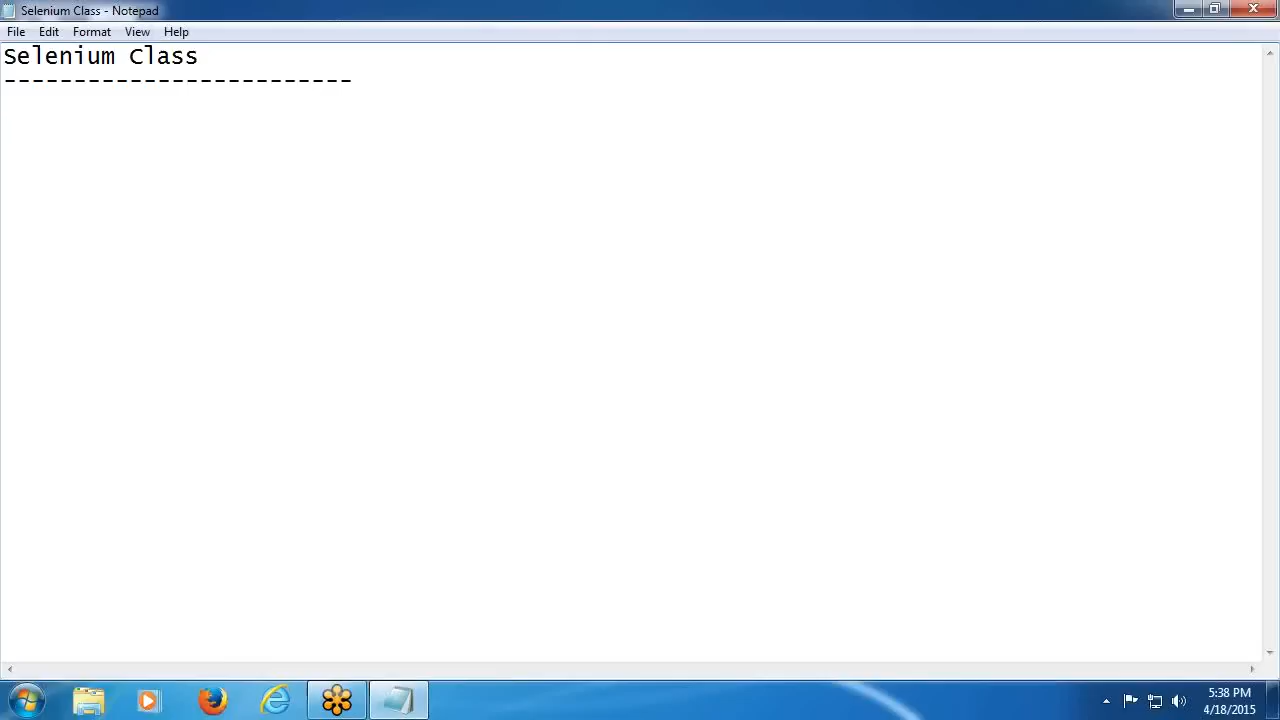 Selenium Class - Notepad
File Edit Format View Help
Selenium Class
-------------------------
5:38 PM
4/18/2015